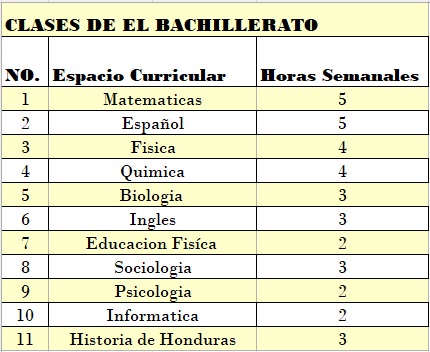 CLASES DE EL BACHILLERATO
NO. Espacio Curricular Horas Semanales
1 Matematicas 5
2 Español 5
3 Fisica 4
4 Quimica 4
5 Biologia 3
6 Ingles 3
7 Educacion Fisíca 2
8 Sociologia 3
9 Psicologia 2
10 Informatica 2
11 Historia de Honduras 3